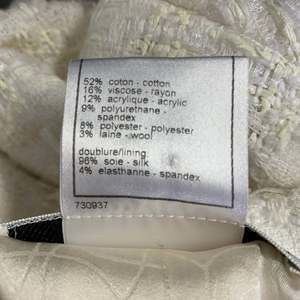 52% coton - cotton
16% viscose - rayon
12% acrylique - acrylic
9% polyurethane -
spandex
8% polyester - polyester
3% laine - wool
doublure/lining
96% soie - silk
4% elasthanne - spandex
730937